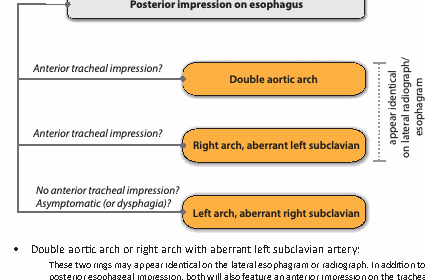 Posterior impression on esophagus
Anterior tracheal impression?
Double aortic arch
Anterior tracheal impression?
Right arch, aberrant left subclavian
appear identical
on lateral radiograph/
esophagram
No anterior tracheal impression?
Asymptomatic (or dysphagia)?
Left arch, aberrant right subclavian
• Double aortic arch or right arch with aberrant left subclavian artery:
These two rings may appear identical on the lateral esophagram or radiograph. In addition to
posterior esophageal impression, both will also feature an anterior impression on the trachea